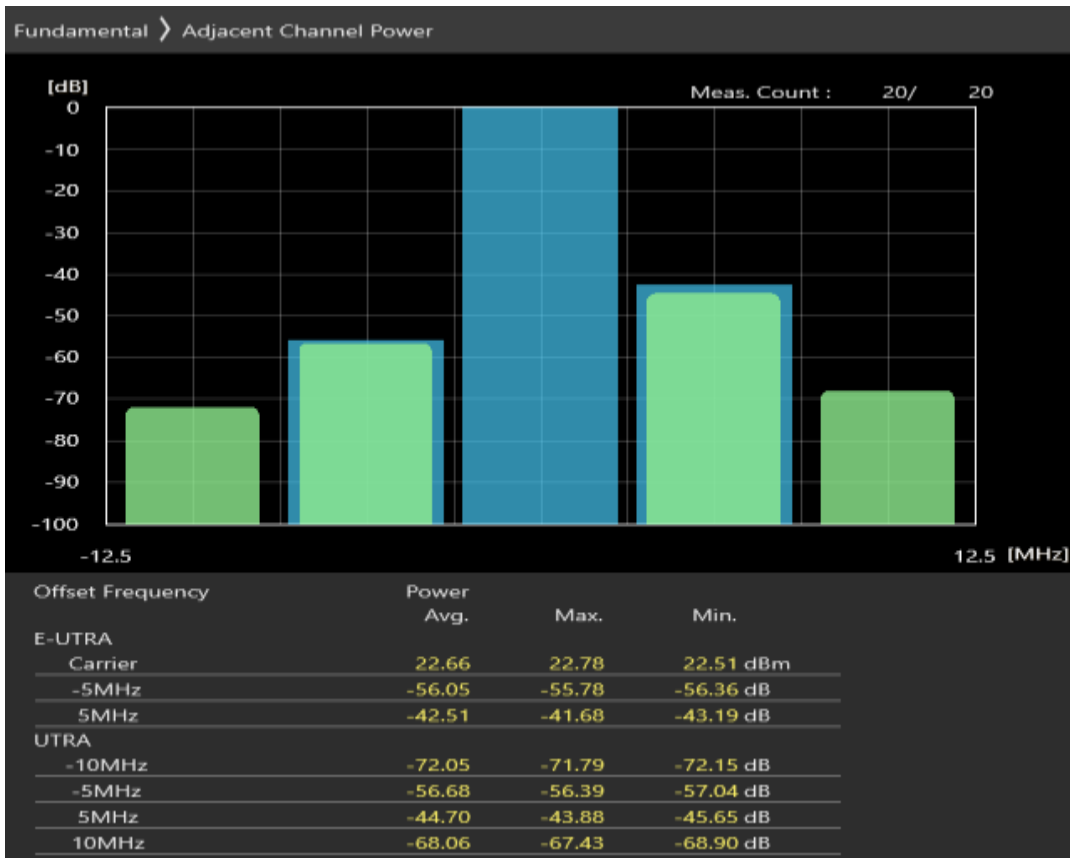 Fundamental ❯ Adjacent Channel Power
[dB]
Meas. Count : 20/ 20
0
-10
-20
-30
-40
-50
-60
-70
-80
-90
-100
-12.5 12.5 [MHz]
Offset Frequency Power
Avg. Max. Min.
E-UTRA
Carrier 22.66 22.78 22.51 dBm
-5MHz -56.05 -55.78 -56.36 dB
5MHz -42.51 -41.68 -43.19 dB
UTRA
-10MHz -72.05 -71.79 -72.15 dB
-5MHz -56.68 -56.39 -57.04 dB
5MHz -44.70 -43.88 -45.65 dB
10MHz -68.06 -67.43 -68.90 dB